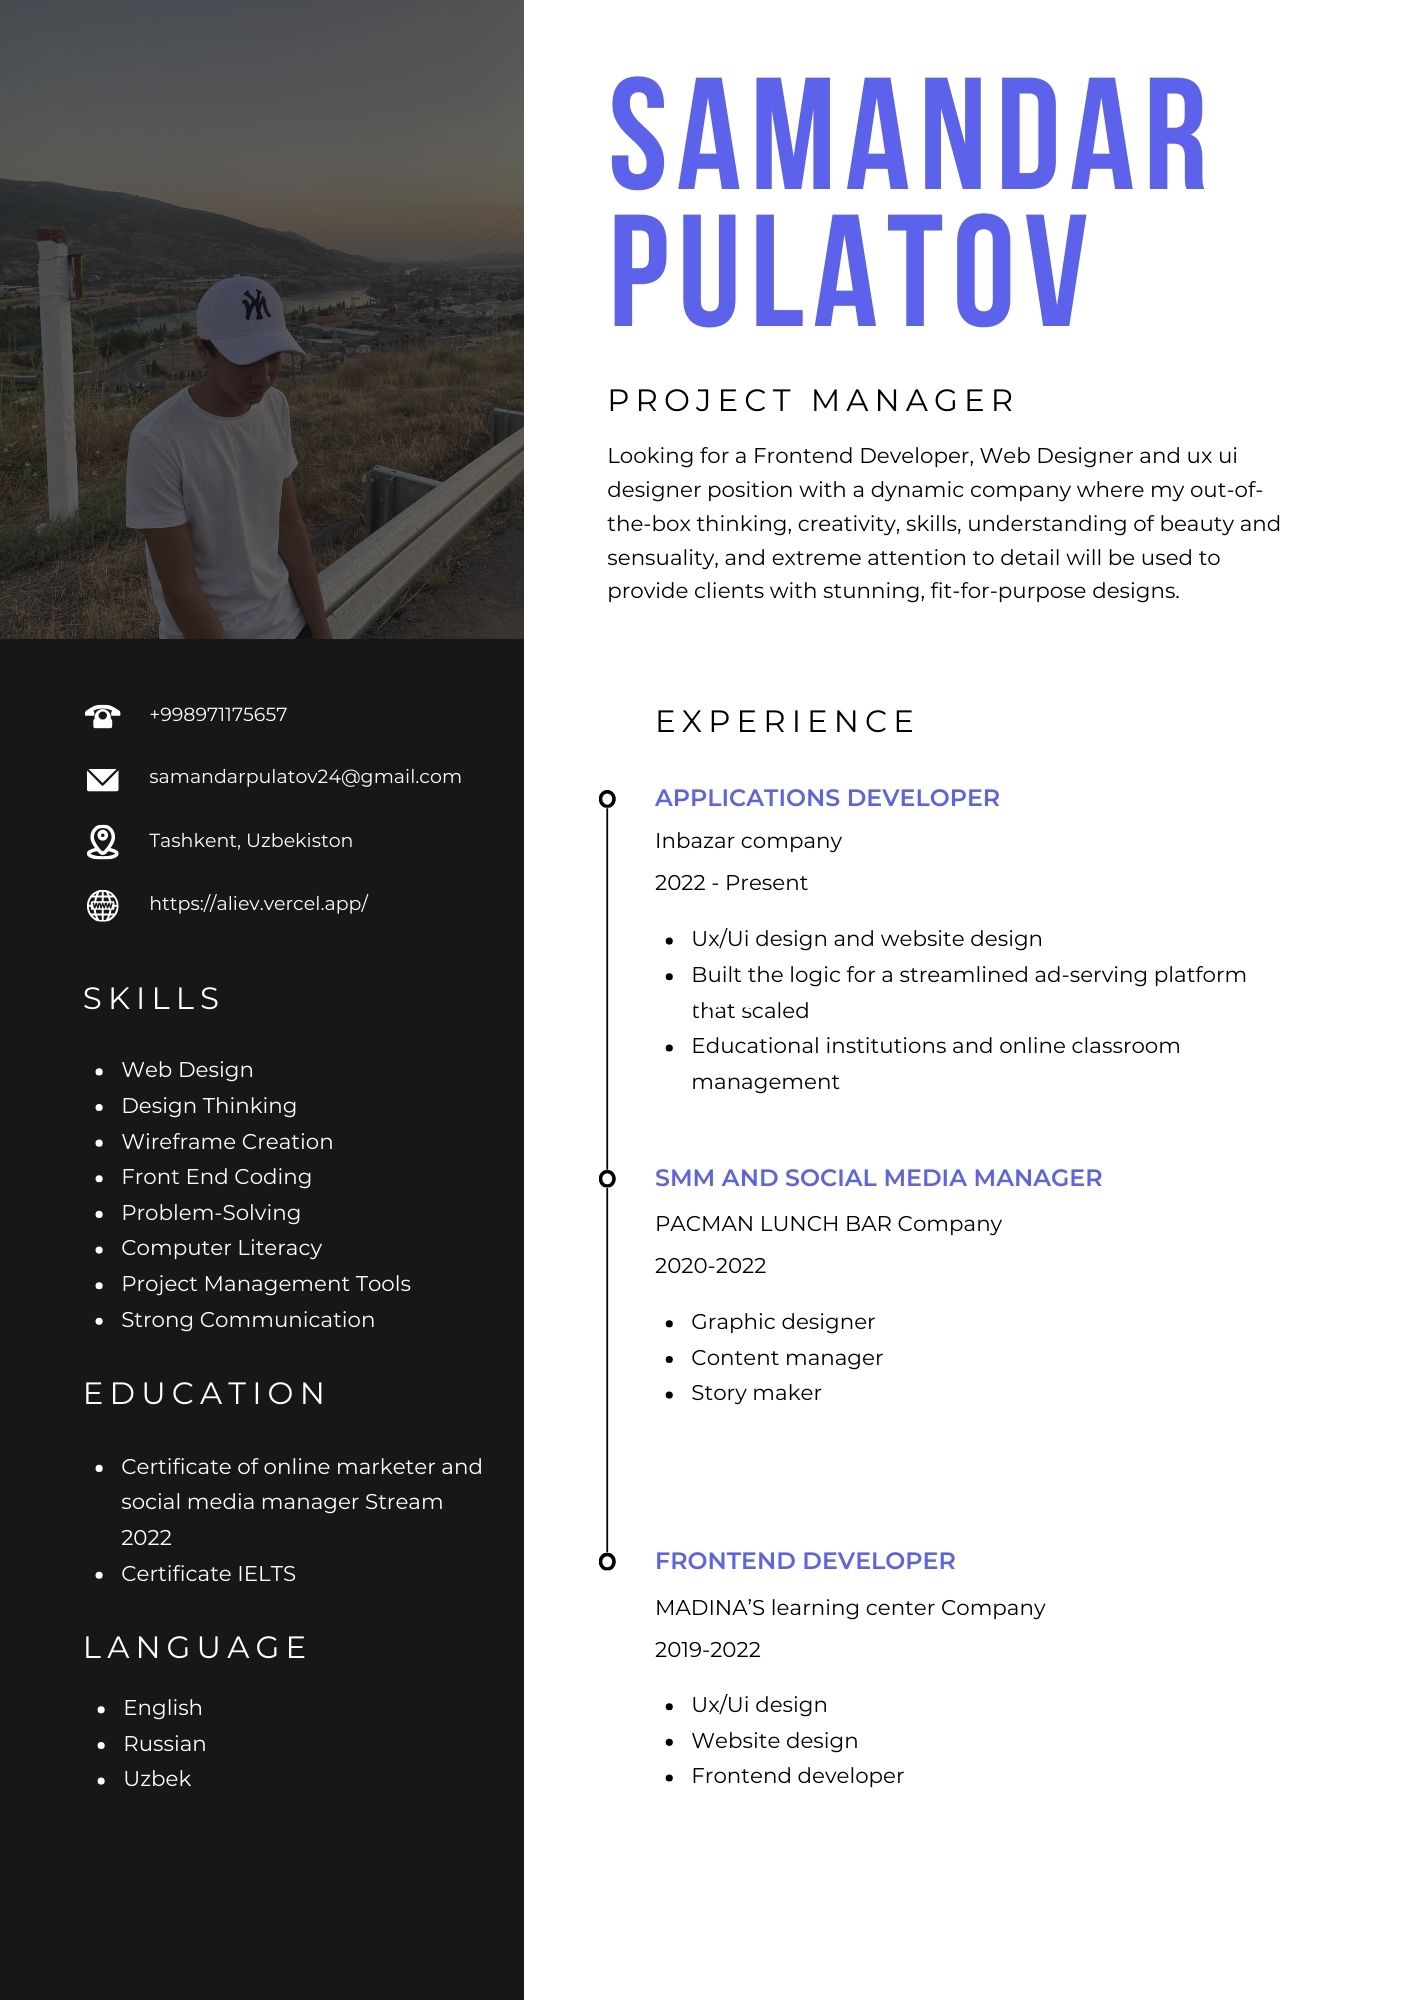 SAMANDAR
PULATOV
PROJECT MANAGER
Looking for a Frontend Developer, Web Designer and ux ui
designer position with a dynamic company where my out-of-
the-box thinking, creativity, skills, understanding of beauty and
sensuality, and extreme attention to detail will be used to
provide clients with stunning, fit-for-purpose designs.
+998971175657
samandarpulatov24@gmail.com
Tashkent, Uzbekiston
https://aliev.vercel.app/
SKILLS
Web Design
Design Thinking
Wireframe Creation
Front End Coding
Problem-Solving
Computer Literacy
Project Management Tools
Strong Communication
EDUCATION
Certificate of online marketer and
social media manager Stream
2022
Certificate IELTS
LANGUAGE
English
Russian
Uzbek
EXPERIENCE
APPLICATIONS DEVELOPER
Inbazar company
2022 - Present
Ux/Ui design and website design
Built the logic for a streamlined ad-serving platform
that scaled
Educational institutions and online classroom
management
SMM AND SOCIAL MEDIA MANAGER
PACMAN LUNCH BAR Company
2020-2022
Graphic designer
Content manager
Story maker
FRONTEND DEVELOPER
MADINA’S learning center Company
2019-2022
Ux/Ui design
Website design
Frontend developer